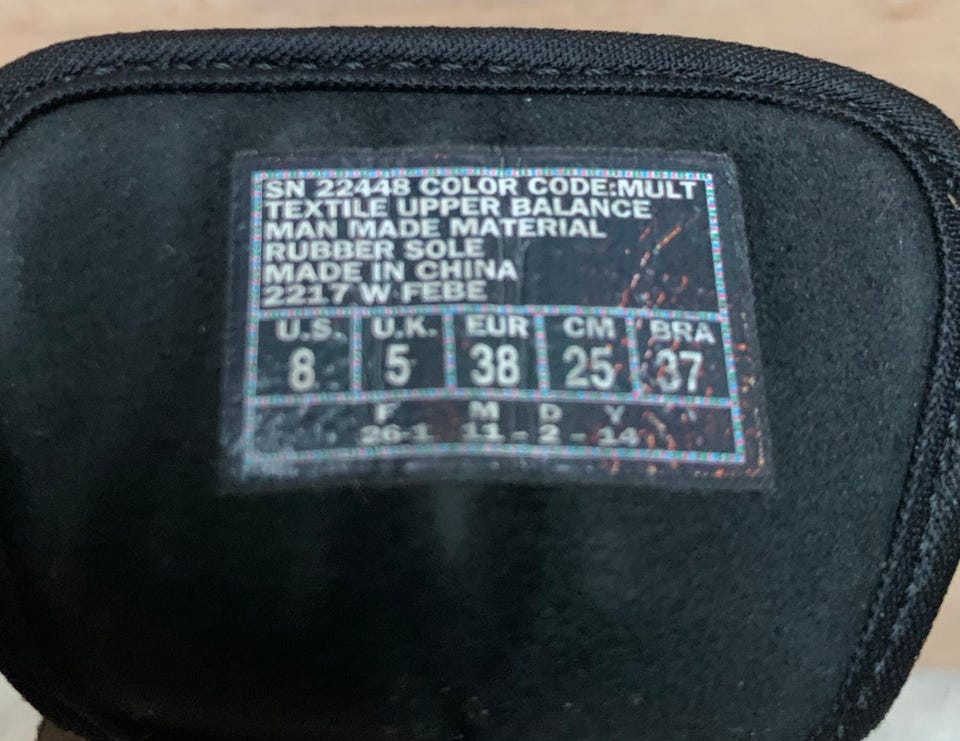 SN 22448 COLOR CODE:MULT
TEXTILE UPPER BALANCE
MAN MADE MATERIAL
RUBBER SOLE
MADE IN CHINA
2217 W FEBE
U.S. U.K. EUR CM BRA
8 5 38 25 37
F M D Y
26-1 11 - 2 - 14